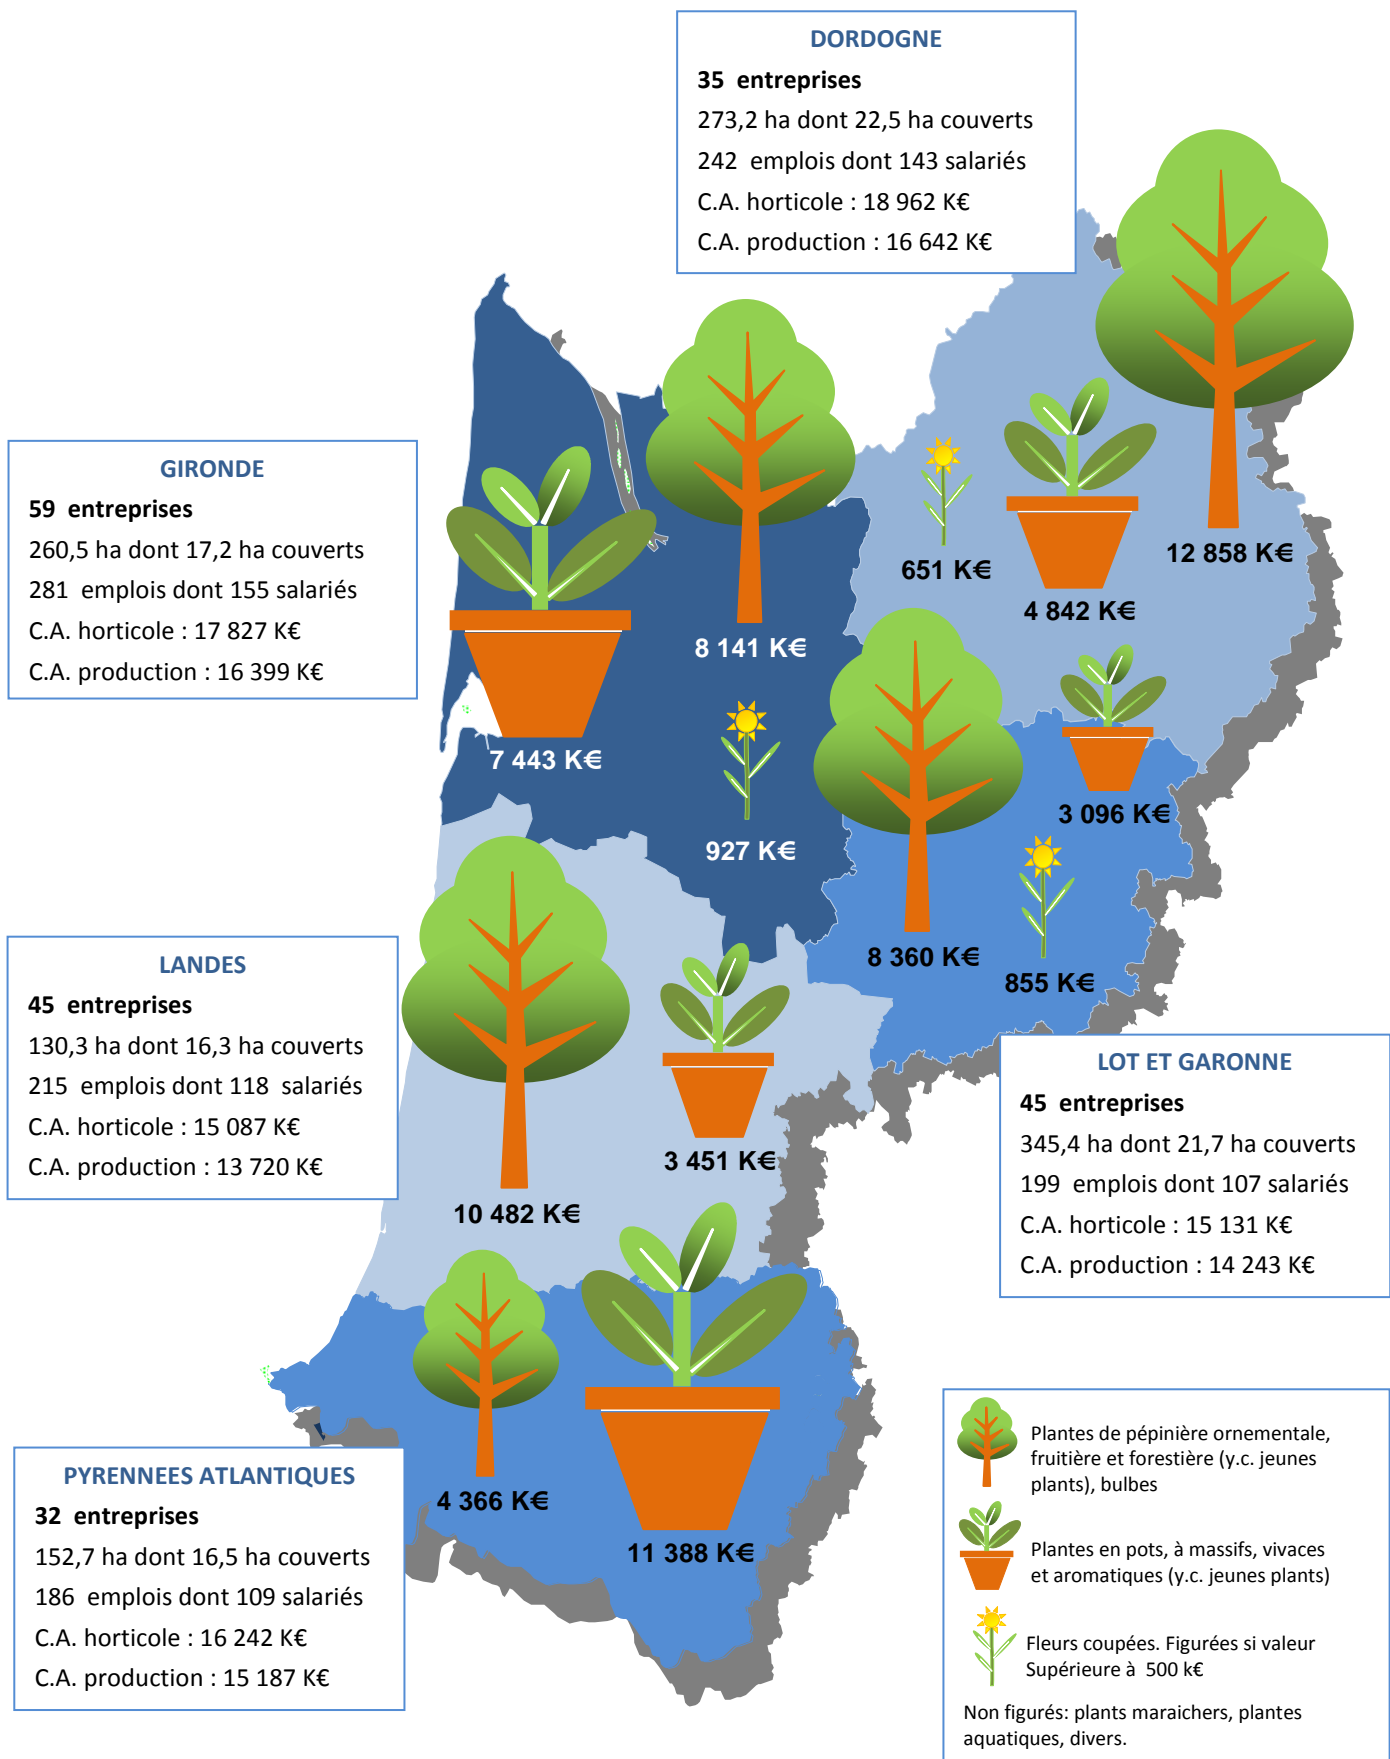 DORDOGNE
35 entreprises
273,2 ha dont 22,5 ha couverts
242 emplois dont 143 salariés
C.A. horticole : 18 962 K€
C.A. production : 16 642 K€
GIRONDE
59 entreprises
260,5 ha dont 17,2 ha couverts
281 emplois dont 155 salariés
C.A. horticole : 17 827 K€
C.A. production : 16 399 K€
12 858 K€
651 K€
4 842 K€
8 141 K€
7 443 K€
927 K€
3 096 K€
8 360 K€
855 K€
LANDES
45 entreprises
130,3 ha dont 16,3 ha couverts
215 emplois dont 118 salariés
C.A. horticole : 15 087 K€
C.A. production : 13 720 K€
3 451 K€
10 482 K€
LOT ET GARONNE
45 entreprises
345,4 ha dont 21,7 ha couverts
199 emplois dont 107 salariés
C.A. horticole : 15 131 K€
C.A. production : 14 243 K€
4 366 K€
11 388 K€
PYRENNEES ATLANTIQUES
32 entreprises
152,7 ha dont 16,5 ha couverts
186 emplois dont 109 salariés
C.A. horticole : 16 242 K€
C.A. production : 15 187 K€
Plantes de pépinière ornementale,
fruitière et forestière (y.c. jeunes
plants), bulbes
Plantes en pots, à massifs, vivaces
et aromatiques (y.c. jeunes plants)
Fleurs coupées. Figurées si valeur
Supérieure à 500 k€
Non figurés: plants maraichers, plantes
aquatiques, divers.